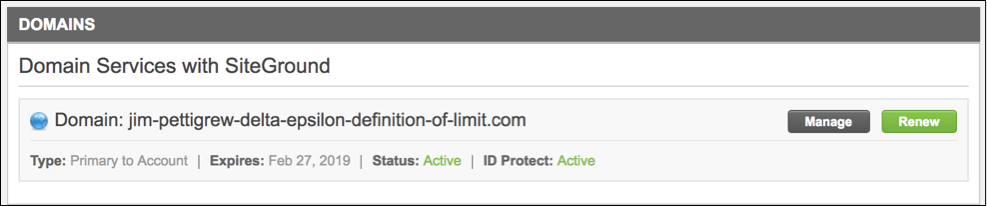 DOMAINS
Domain Services with SiteGround
Domain: jim-pettigrew-delta-epsilon-definition-of-limit.com Manage Renew
Type: Primary to Account | Expires: Feb 27, 2019 | Status: Active | ID Protect: Active